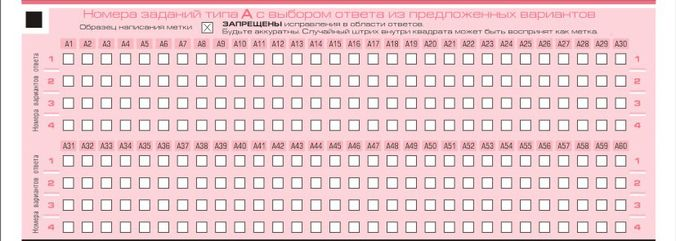 Номера заданий типа А с выбором ответа из предложенных вариантов
Образец написания метки
ЗАПРЕЩЕНЫ исправления в области ответов.
Будьте аккуратны. Случайный штрих внутри квадрата может быть воспринят как метка.
Номера вариантов ответа
A1 A2 A3 A4 A5 A6 A7 A8 A9 A10 A11 A12 A13 A14 A15 A16 A17 A18 A19 A20 A21 A22 A23 A24 A25 A26 A27 A28 A29 A30
1 1
2 2
3 3
4 4
Номера вариантов ответа
A31 A32 A33 A34 A35 A36 A37 A38 A39 A40 A41 A42 A43 A44 A45 A46 A47 A48 A49 A50 A51 A52 A53 A54 A55 A56 A57 A58 A59 A60
1 1
2 2
3 3
4 4